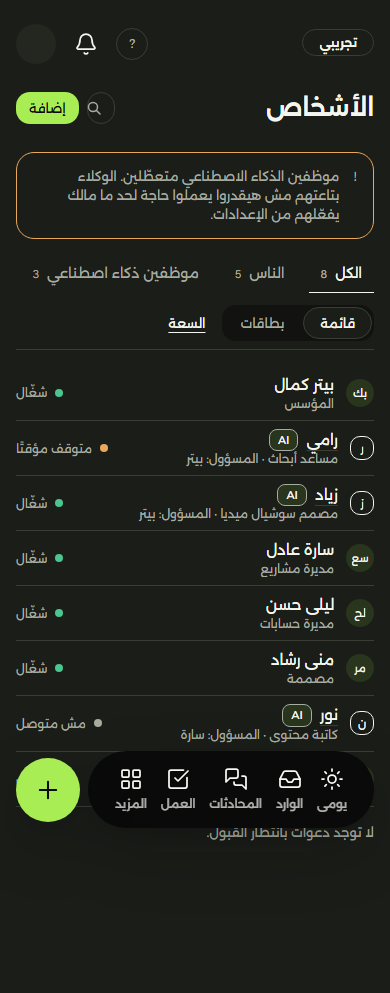 تجريبي
?
الأشخاص
إضافة
! موظفين الذكاء الاصطناعي متعطّلين. الوكلاء
بتاعتهم مش هيقدروا يعملوا حاجة لحد ما مالك
يفعّلهم من الإعدادات.
الكل 8
الناس 5
موظفين ذكاء اصطناعي 3
قائمة
بطاقات
السعة
بك
بيتر كمال
المؤسس
شغّال
ر
رامي AI
مساعد أبحاث · المسؤول: بيتر
متوقف مؤقتًا
ز
زياد AI
مصمم سوشيال ميديا · المسؤول: بيتر
شغّال
سع
سارة عادل
مديرة مشاريع
شغّال
لح
ليلى حسن
مديرة حسابات
شغّال
مر
منى رشاد
مصممة
شغّال
ن
نور AI
كاتبة محتوى · المسؤول: سارة
مش متوصل
يومي
الوارد
المحادثات
العمل
المزيد
لا توجد دعوات بانتظار القبول.